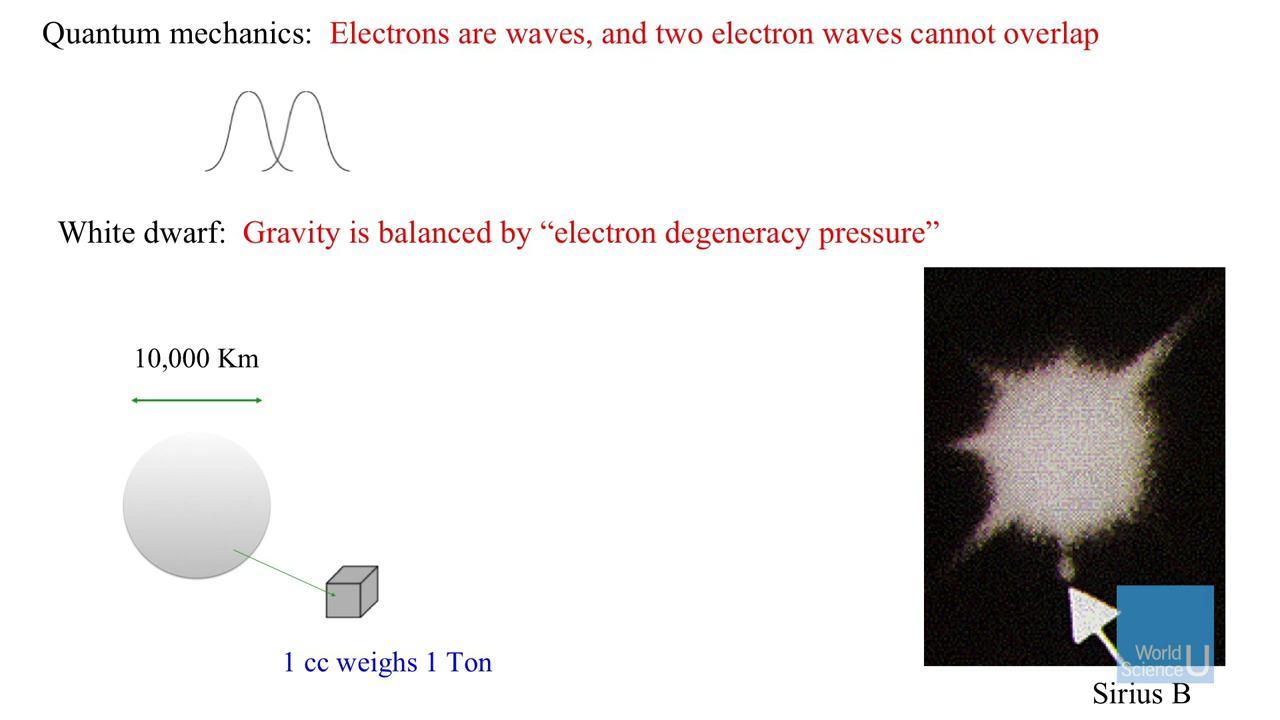 Quantum mechanics: Electrons are waves, and two electron waves cannot overlap
White dwarf: Gravity is balanced by “electron degeneracy pressure”
10,000 Km
1 cc weighs 1 Ton
World
Science U
Sirius B